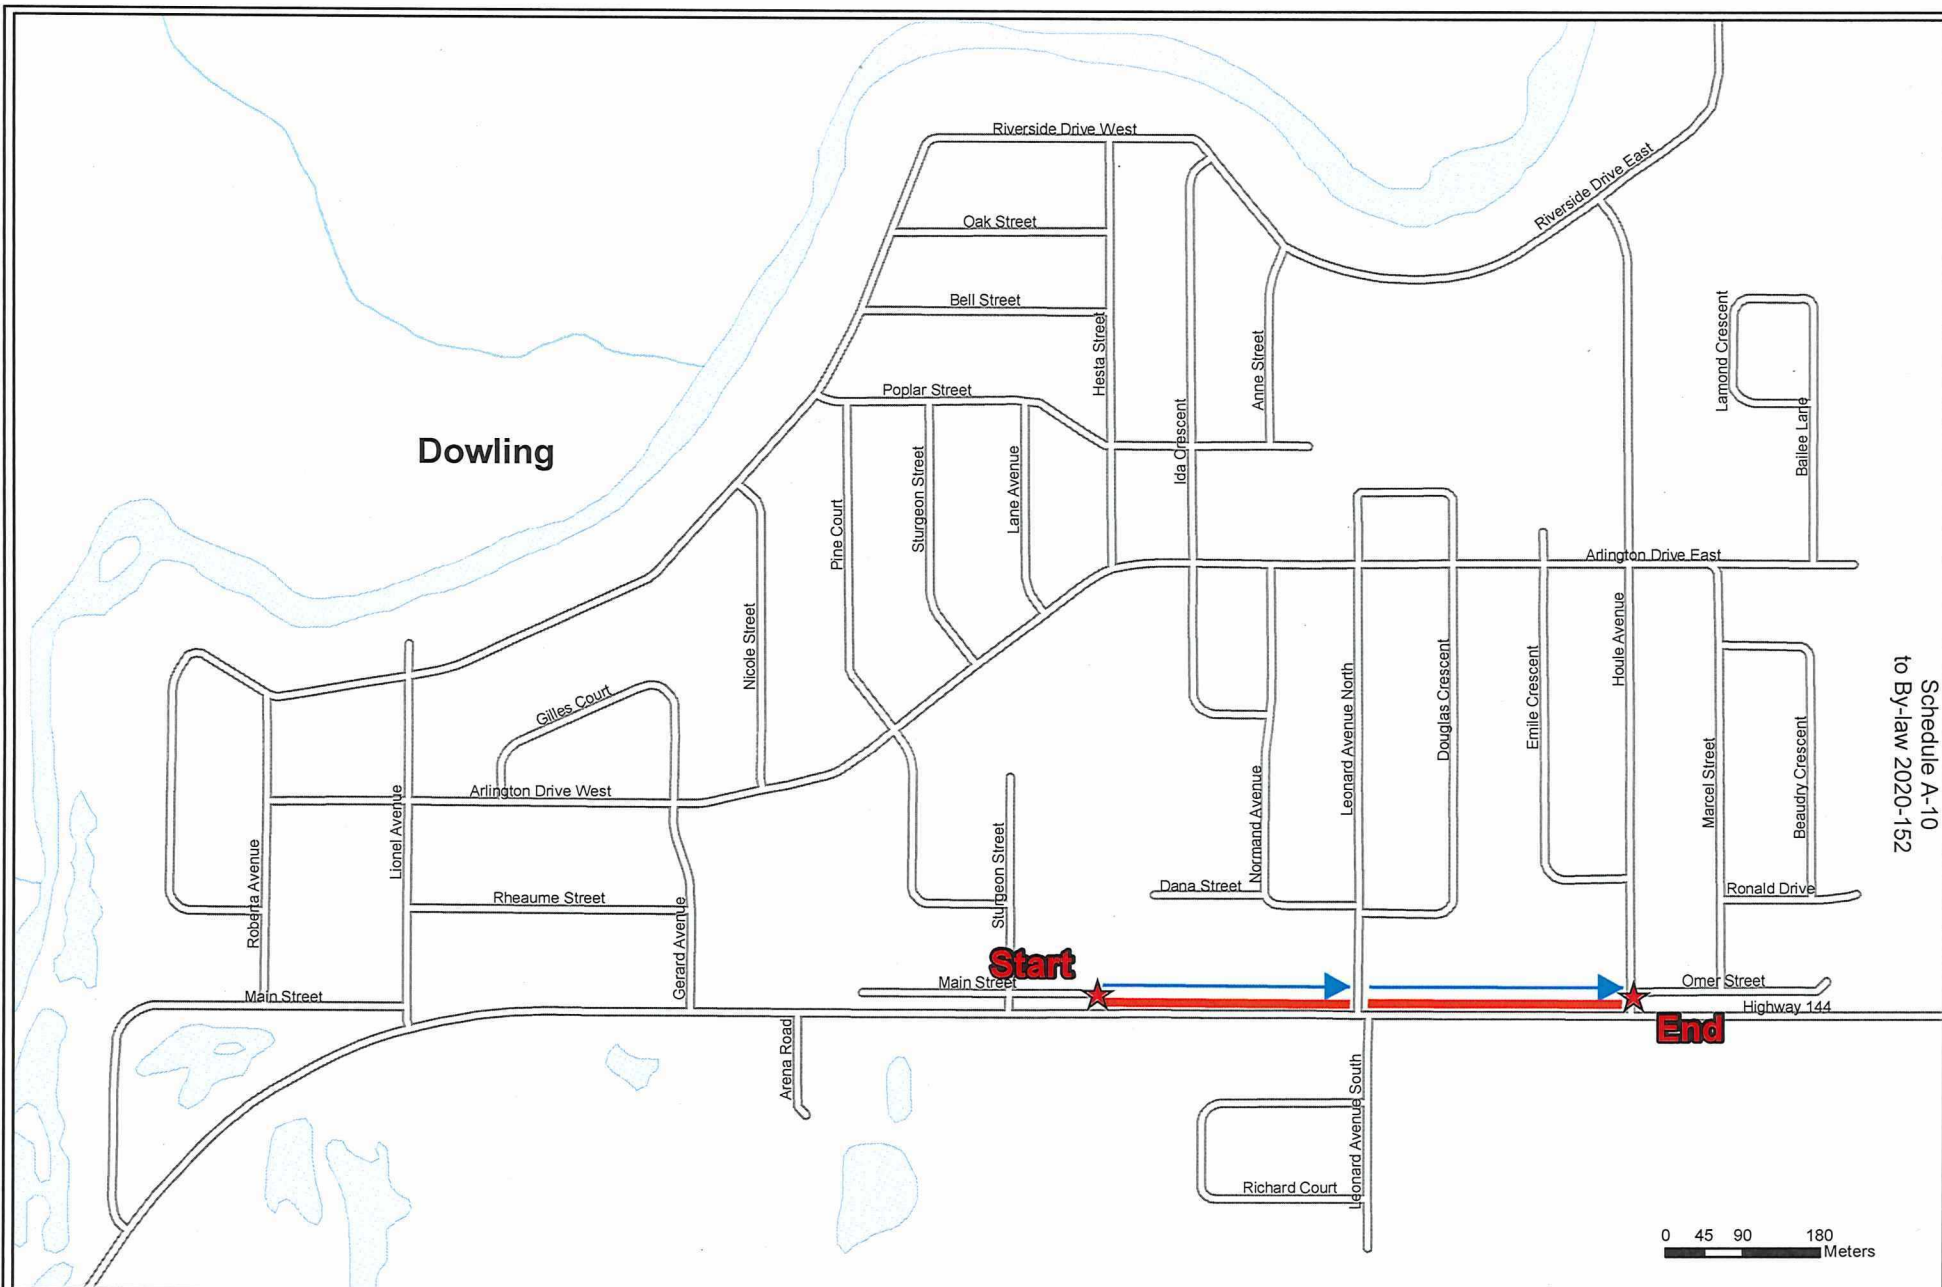 Riverside Drive West
Riverside Drive East
Oak Street
Bell Street
Hesta Street
Lamond Crescent
Anne Street
Poplar Street
Ida Crescent
Bailee Lane
Dowling
Sturgeon Street
Lane Avenue
Pine Court
Arlington Drive East
Nicole Street
Houle Avenue
Schedule A-10
to By-law 2020-152
Gilles Court
Leonard Avenue North
Douglas Crescent
Emile Crescent
Marcel Street
Beaudry Crescent
Arlington Drive West
Lionel Avenue
Normand Avenue
Roberta Avenue
Sturgeon Street
Rheaume Street
Dana Street
Ronald Drive
Gerard Avenue
Start
Main Street
Main Street
Omer Street
Highway 144
End
Arena Road
Leonard Avenue South
Richard Court
0 45 90 180
Meters